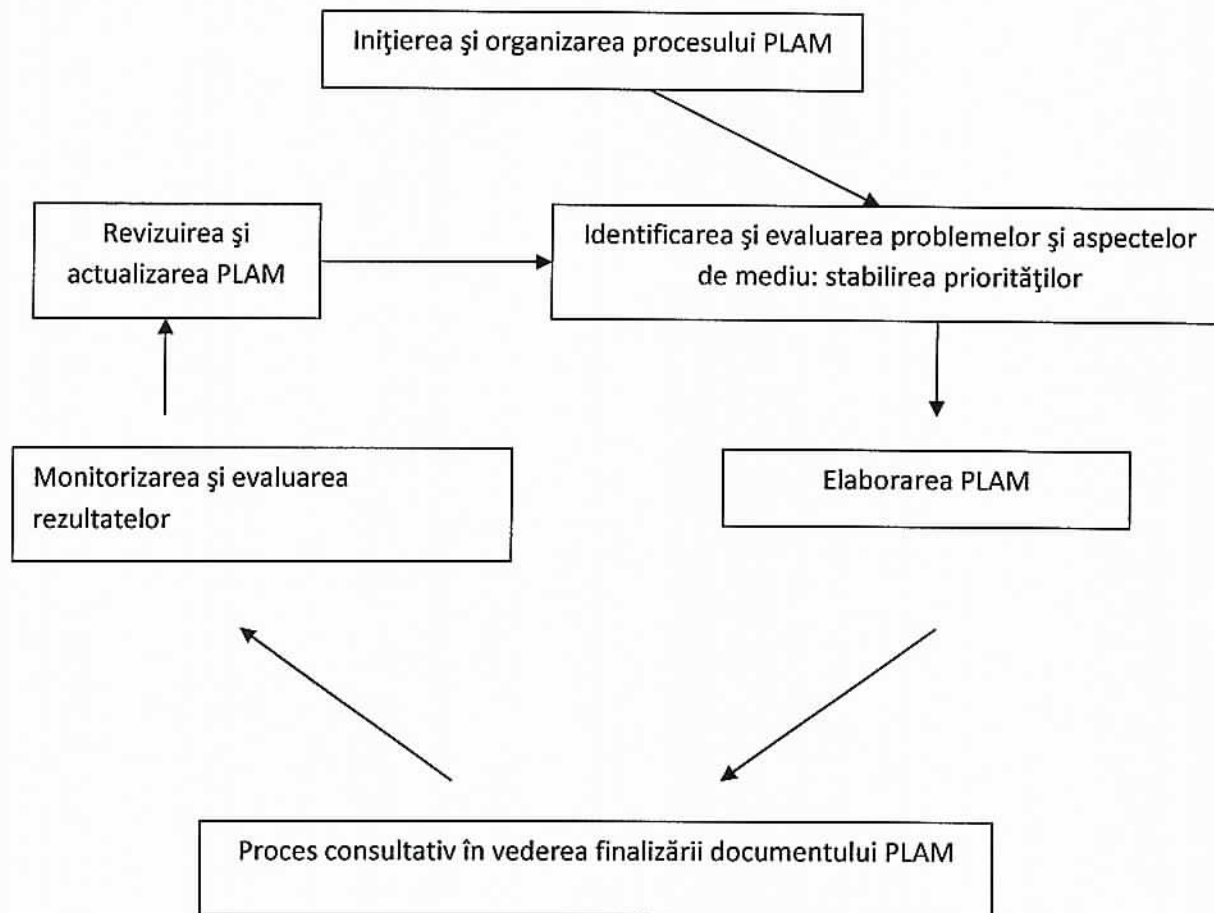 Iniţierea şi organizarea procesului PLAM
Revizuirea şi
actualizarea PLAM
Identificarea şi evaluarea problemelor şi aspectelor
de mediu: stabilirea priorităţilor
Monitorizarea şi evaluarea
rezultatelor
Elaborarea PLAM
Proces consultativ în vederea finalizării documentului PLAM